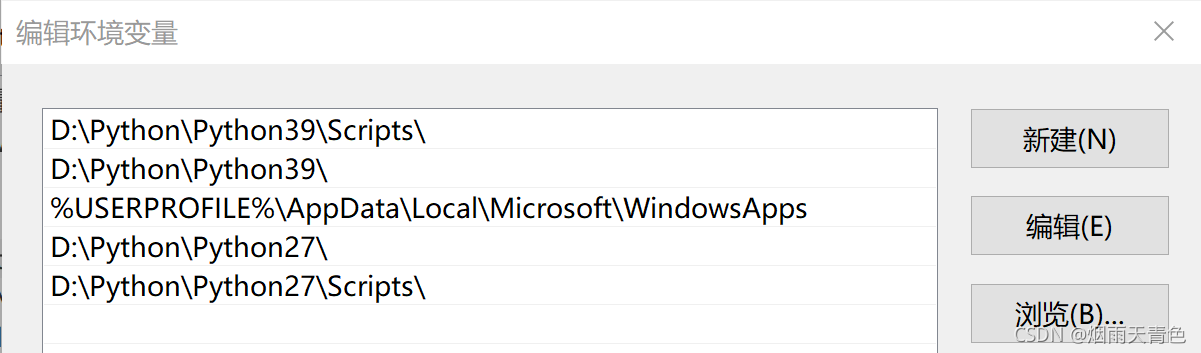 编辑环境变量
D:\Python\Python39\Scripts\
D:\Python\Python39\
%USERPROFILE%\AppData\Local\Microsoft\WindowsApps
D:\Python\Python27\
D:\Python\Python27\Scripts\
新建(N)
编辑(E)
浏览(B)...
CSDN @烟雨天青色